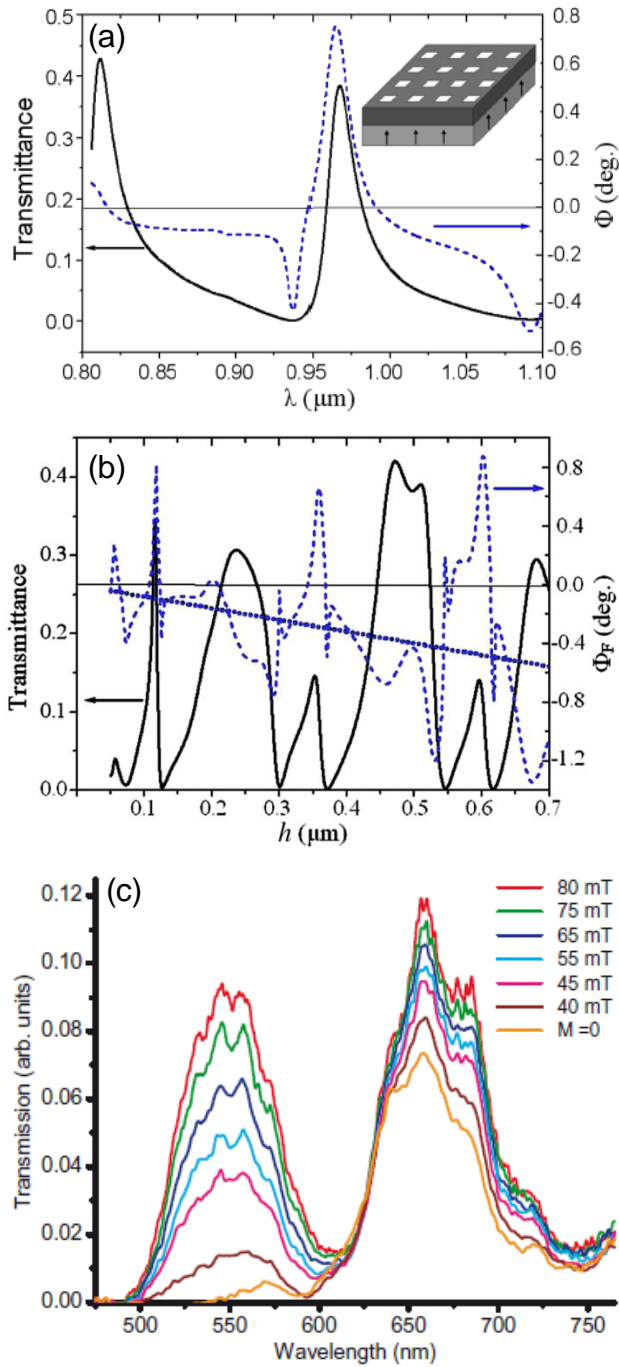 (a)
0.5
0.4
0.3
0.2
0.1
0.0
Transmittance
0.8
0.6
0.4
0.2
0.0
-0.2
-0.4
-0.6
Φ (deg.)
0.80 0.85 0.90 0.95 1.00 1.05 1.10
λ (μm)
(b)
0.4
0.3
0.2
0.1
0.0
Transmittance
0.8
0.4
0.0
-0.4
-0.8
-1.2
Φ_F (deg.)
0.1 0.2 0.3 0.4 0.5 0.6 0.7
h (μm)
(c)
0.12
0.10
0.08
0.06
0.04
0.02
0.00
Transmission (arb. units)
80 mT
75 mT
65 mT
55 mT
45 mT
40 mT
M =0
500 550 600 650 700 750
Wavelength (nm)